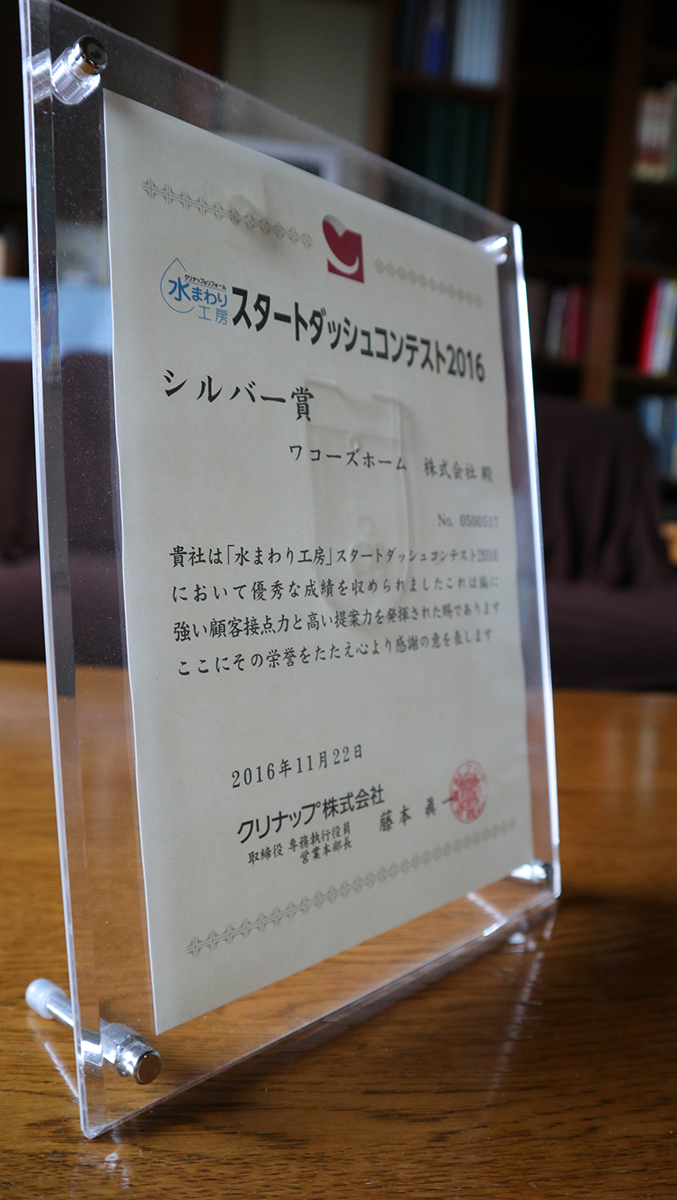 クリナップ水リフォーム
水まわり
工房
スタートダッシュコンテスト2016
シルバー賞
ワコーズホーム 株式会社 殿
No. 0500517
貴社は「水まわり工房」スタートダッシュコンテスト2016
において優秀な成績を収められましたこれは偏に
強い顧客接点力と高い提案力を発揮された賜であります
ここにその栄誉をたたえ心より感謝の意を表します
2016年11月22日
クリナップ株式会社
取締役 専務執行役員
営業本部長
藤本 眞一